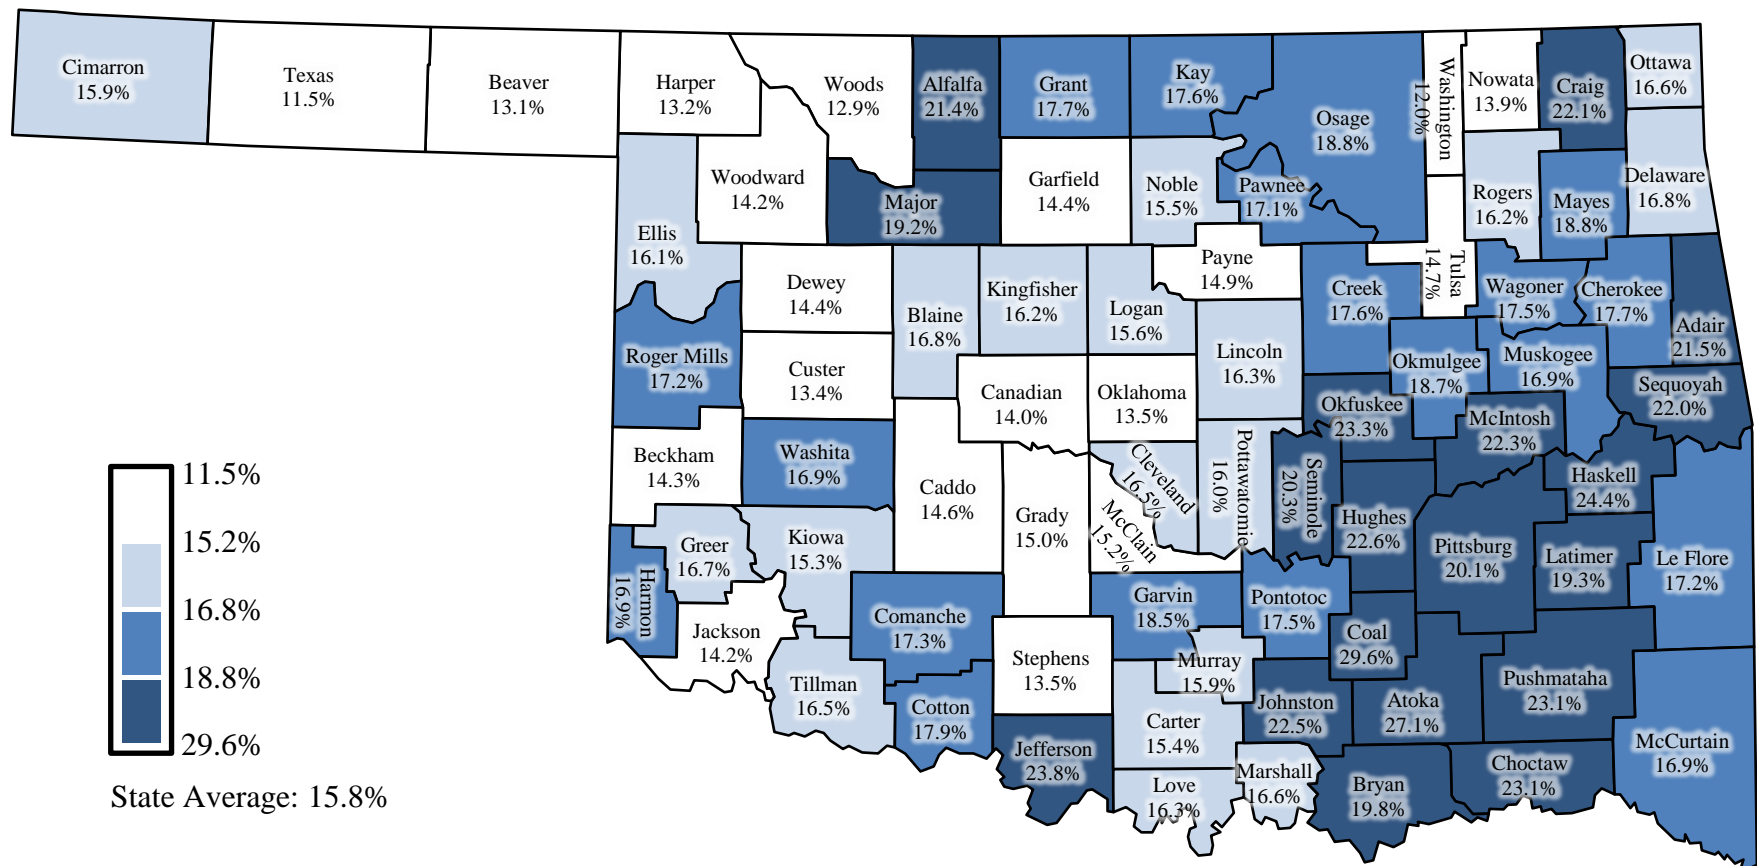 Cimarron
15.9%
Texas
11.5%
Beaver
13.1%
Harper
13.2%
Woods
12.9%
Alfalfa
21.4%
Grant
17.7%
Kay
17.6%
Osage
18.8%
Washington
12.0%
Nowata
13.9%
Craig
22.1%
Ottawa
16.6%
Woodward
14.2%
Major
19.2%
Garfield
14.4%
Noble
15.5%
Pawnee
17.1%
Rogers
16.2%
Mayes
18.8%
Delaware
16.8%
Ellis
16.1%
Dewey
14.4%
Blaine
16.8%
Kingfisher
16.2%
Logan
15.6%
Payne
14.9%
Creek
17.6%
Tulsa
14.7%
Wagoner
17.5%
Cherokee
17.7%
Adair
21.5%
Roger Mills
17.2%
Custer
13.4%
Canadian
14.0%
Oklahoma
13.5%
Lincoln
16.3%
Okmulgee
18.7%
Muskogee
16.9%
Sequoyah
22.0%
Okfuskee
23.3%
McIntosh
22.3%
Beckham
14.3%
Washita
16.9%
Caddo
14.6%
Grady
15.0%
Cleveland
16.5%
McClain
15.2%
Pottawatomie
16.0%
Seminole
20.3%
Hughes
22.6%
Haskell
24.4%
Pittsburg
20.1%
Latimer
19.3%
Le Flore
17.2%
Harmon
16.9%
Greer
16.7%
Kiowa
15.3%
Jackson
14.2%
Comanche
17.3%
Garvin
18.5%
Pontotoc
17.5%
Coal
29.6%
Stephens
13.5%
Murray
15.9%
Tillman
16.5%
Cotton
17.9%
Johnston
22.5%
Atoka
27.1%
Pushmataha
23.1%
Jefferson
23.8%
Carter
15.4%
Love
16.3%
Marshall
16.6%
Bryan
19.8%
Choctaw
23.1%
McCurtain
16.9%
11.5%
15.2%
16.8%
18.8%
29.6%
State Average: 15.8%